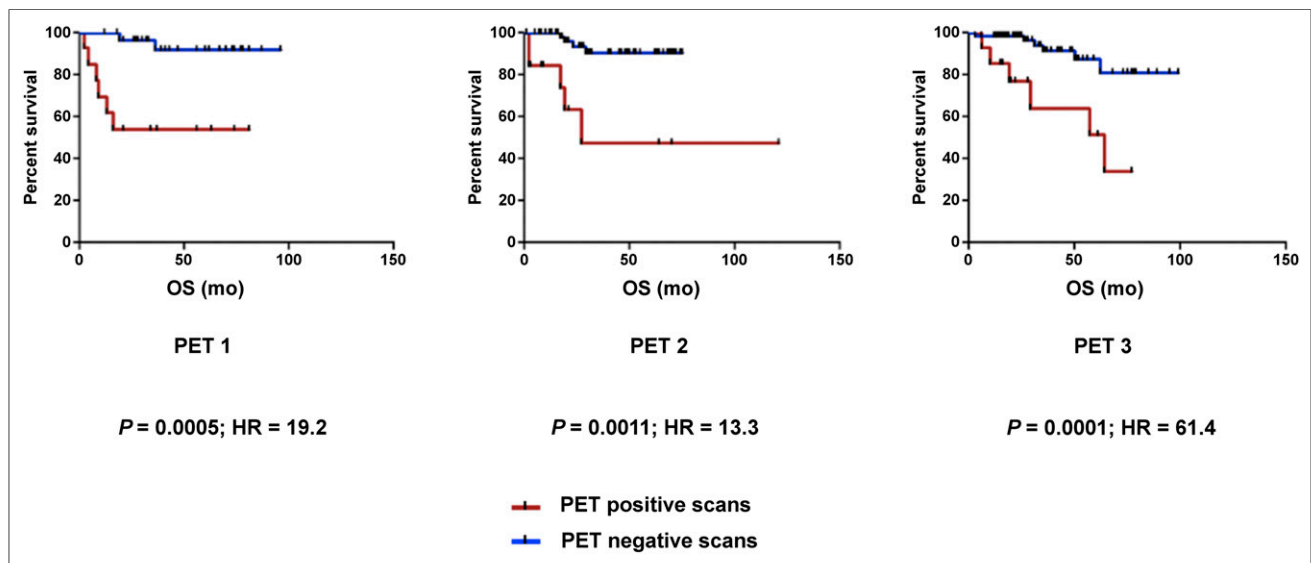 Percent survival
100
80
60
40
20
0
0 50 100 150
OS (mo)
PET 1
P = 0.0005; HR = 19.2
Percent survival
100
80
60
40
20
0
0 50 100 150
OS (mo)
PET 2
P = 0.0011; HR = 13.3
Percent survival
100
80
60
40
20
0
0 50 100 150
OS (mo)
PET 3
P = 0.0001; HR = 61.4
PET positive scans
PET negative scans